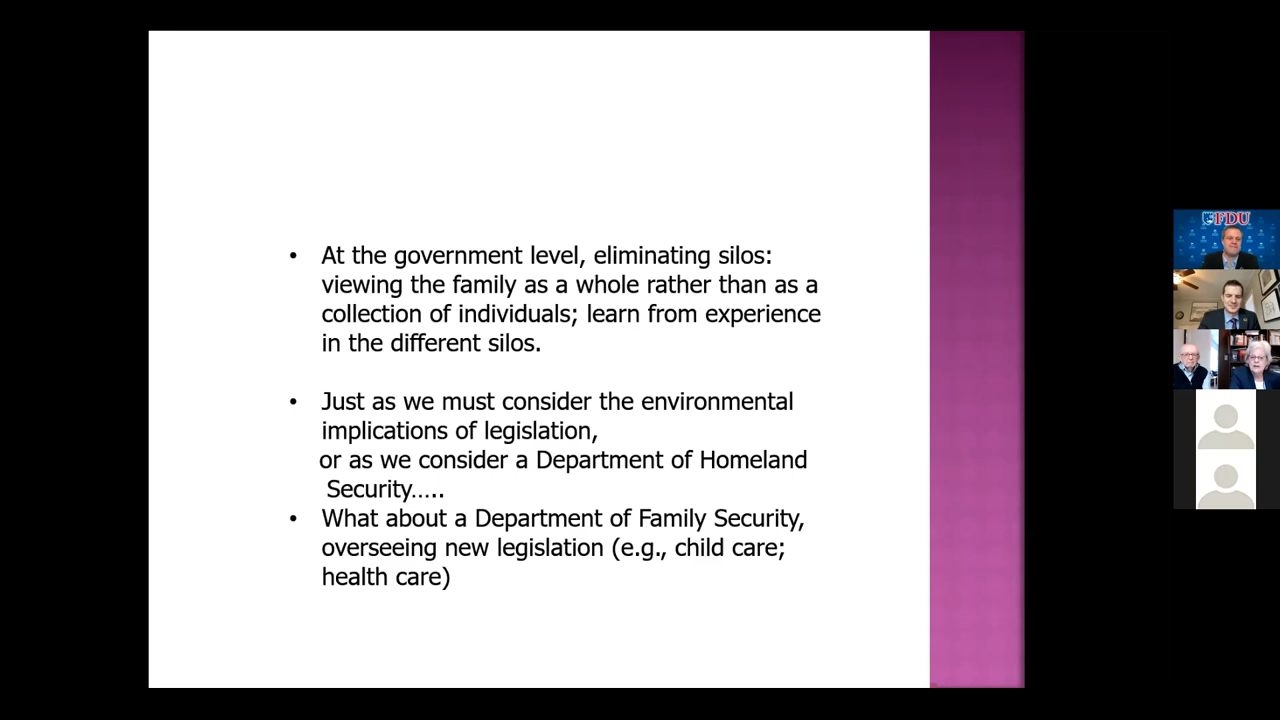 • At the government level, eliminating silos:
viewing the family as a whole rather than as a
collection of individuals; learn from experience
in the different silos.
• Just as we must consider the environmental
implications of legislation,
or as we consider a Department of Homeland
Security.....
• What about a Department of Family Security,
overseeing new legislation (e.g., child care;
health care)
FDU